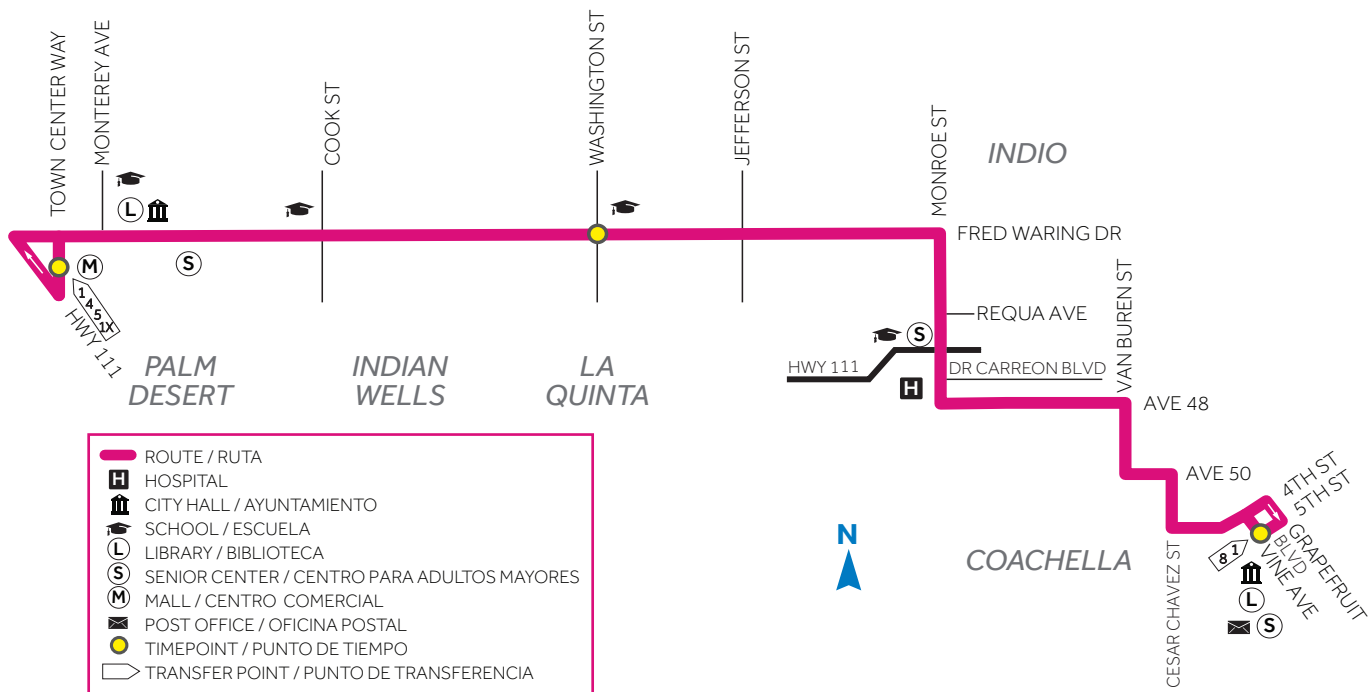 TOWN CENTER WAY
MONTEREY AVE
COOK ST
WASHINGTON ST
JEFFERSON ST
MONROE ST
INDIO
FRED WARING DR
L
M
S
1
4
5
1X
HWY 111
REQUA AVE
VAN BUREN ST
S
HWY 111
DR CARREON BLVD
H
PALM
DESERT
INDIAN
WELLS
LA
QUINTA
AVE 48
AVE 50
4TH ST
5TH ST
GRAPEFRUIT
BLVD
VINE AVE
8 1
L
S
CESAR CHAVEZ ST
COACHELLA
N
ROUTE / RUTA
H HOSPITAL
CITY HALL / AYUNTAMIENTO
SCHOOL / ESCUELA
L LIBRARY / BIBLIOTECA
S SENIOR CENTER / CENTRO PARA ADULTOS MAYORES
M MALL / CENTRO COMERCIAL
POST OFFICE / OFICINA POSTAL
TIMEPOINT / PUNTO DE TIEMPO
TRANSFER POINT / PUNTO DE TRANSFERENCIA